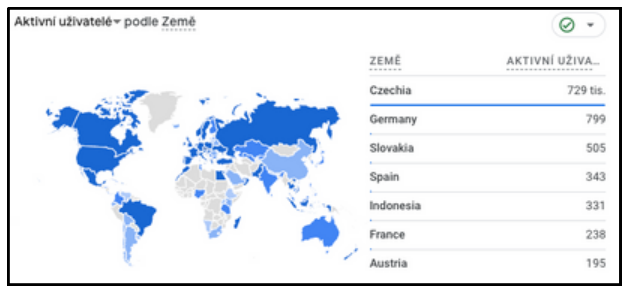 Aktivní uživatelé podle Země
ZEMĚ AKTIVNÍ UŽIVA…
Czechia 729 tis.
Germany 799
Slovakia 505
Spain 343
Indonesia 331
France 238
Austria 195